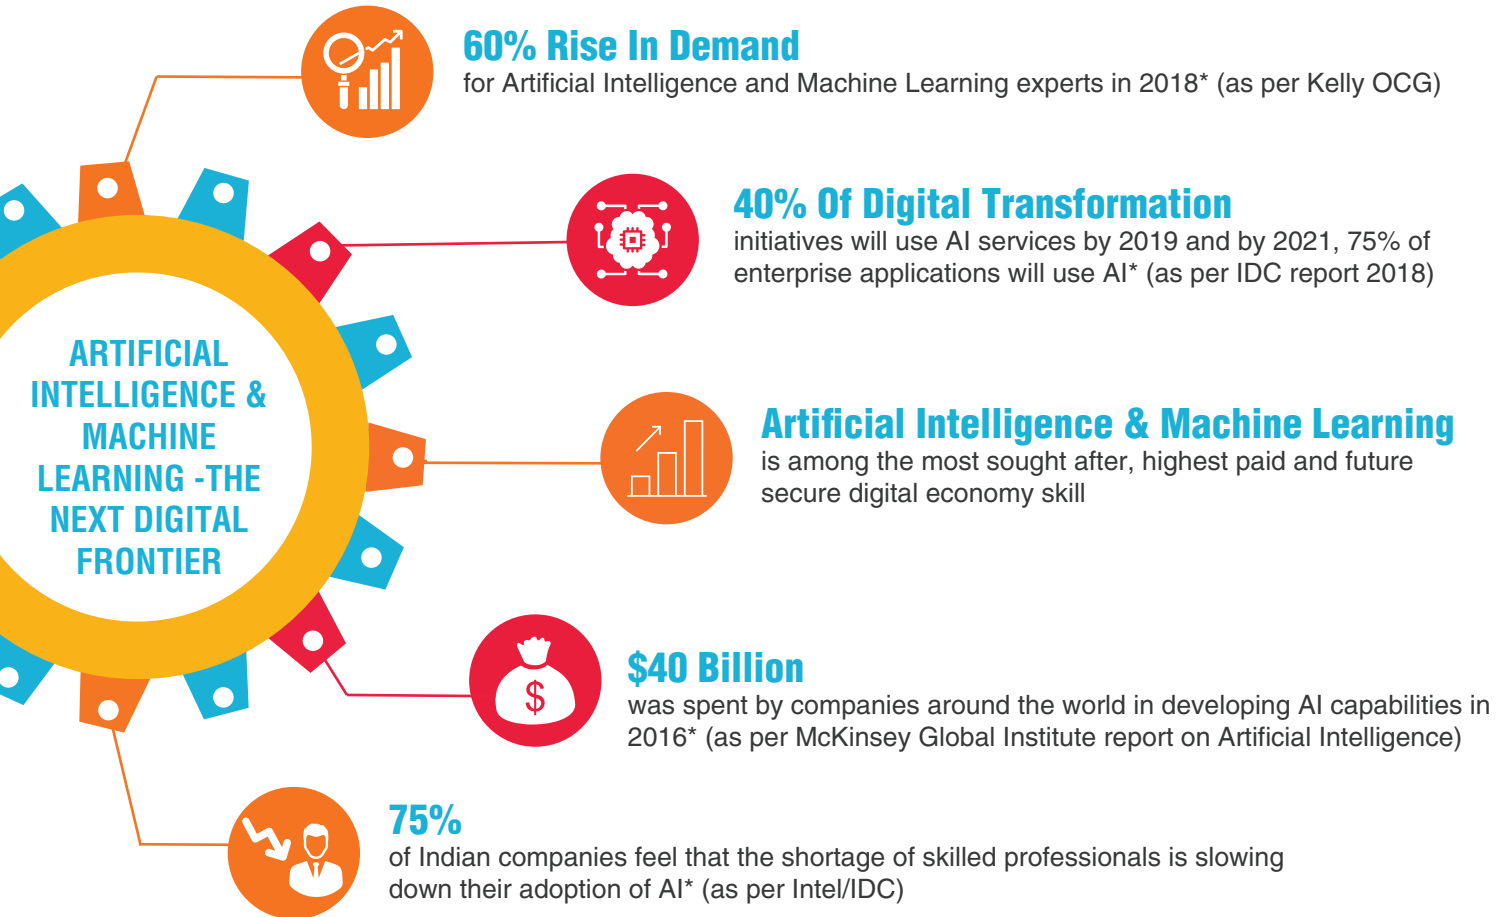 60% Rise In Demand
for Artificial Intelligence and Machine Learning experts in 2018* (as per Kelly OCG)
40% Of Digital Transformation
initiatives will use AI services by 2019 and by 2021, 75% of
enterprise applications will use AI* (as per IDC report 2018)
ARTIFICIAL
INTELLIGENCE &
MACHINE
LEARNING -THE
NEXT DIGITAL
FRONTIER
Artificial Intelligence & Machine Learning
is among the most sought after, highest paid and future
secure digital economy skill
$40 Billion
was spent by companies around the world in developing AI capabilities in
2016* (as per McKinsey Global Institute report on Artificial Intelligence)
$
75%
of Indian companies feel that the shortage of skilled professionals is slowing
down their adoption of AI* (as per Intel/IDC)